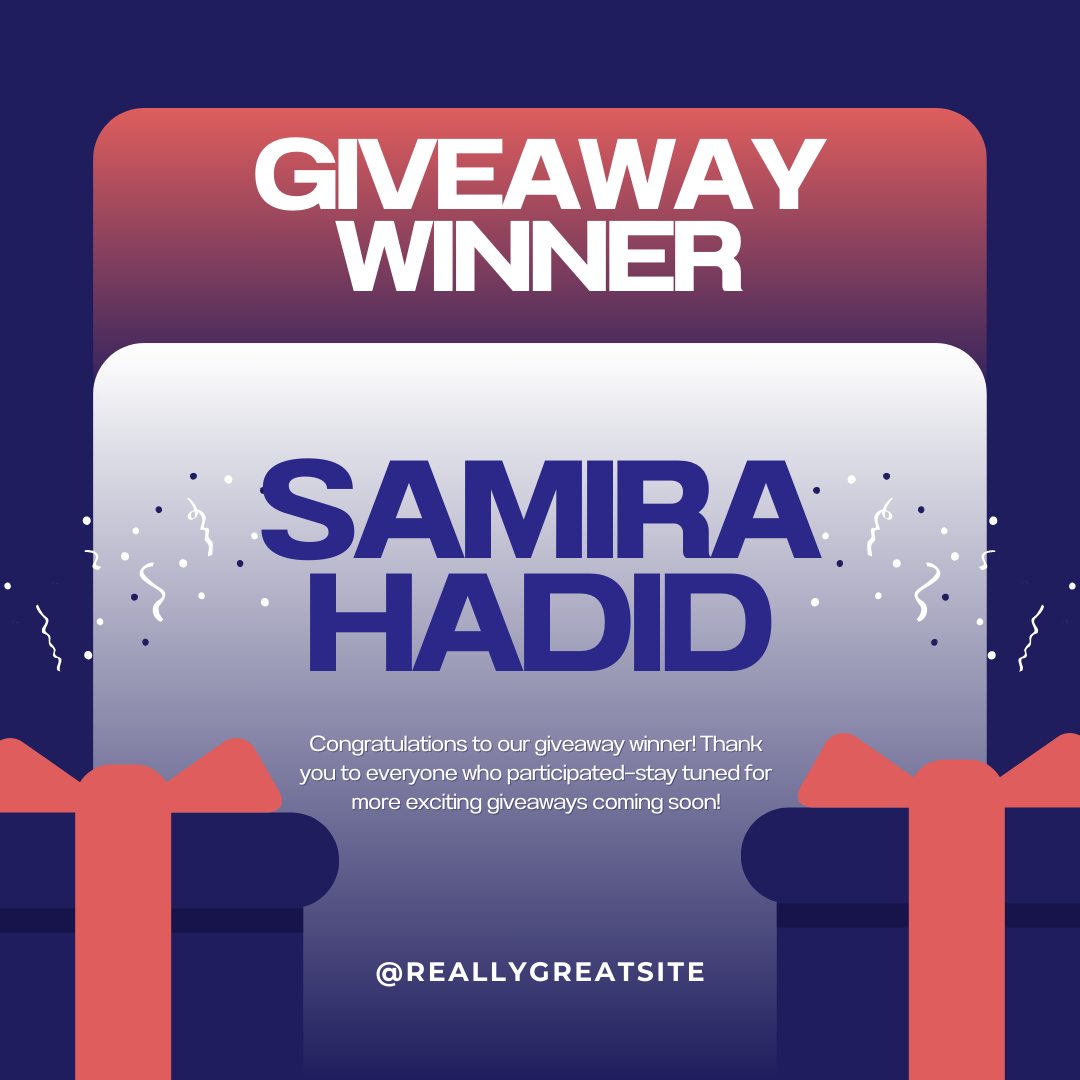 GIVEAWAY
WINNER
SAMIRA
HADID
Congratulations to our giveaway winner! Thank
you to everyone who participated–stay tuned for
more exciting giveaways coming soon!
@REALLYGREATSITE